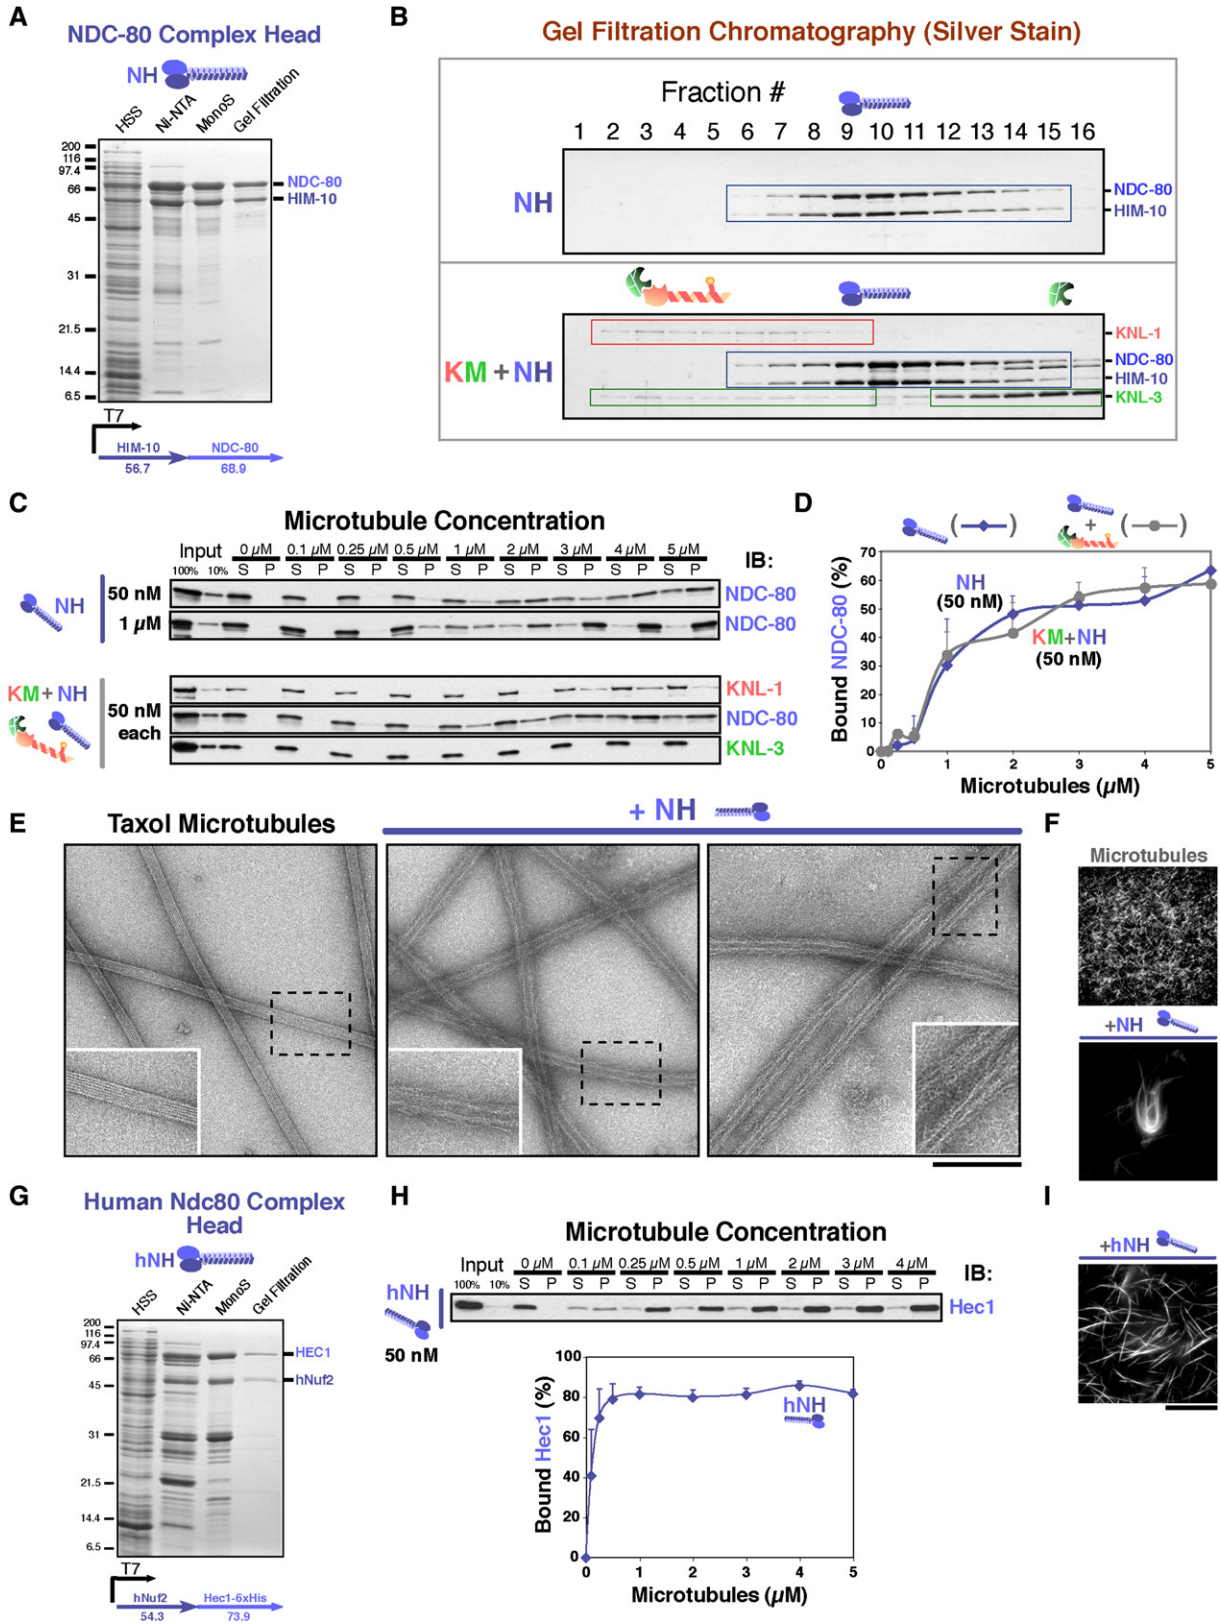 A
NDC-80 Complex Head
NH
HSS
Ni-NTA
MonoS
Gel Filtration
200
116
97.4
66
45
31
21.5
14.4
6.5
NDC-80
HIM-10
T7
HIM-10
NDC-80
56.7
68.9
B
Gel Filtration Chromatography (Silver Stain)
Fraction #
1 2 3 4 5 6 7 8 9 10 11 12 13 14 15 16
NH
NDC-80
HIM-10
KM + NH
KNL-1
NDC-80
HIM-10
KNL-3
C
Microtubule Concentration
Input 0 µM 0.1 µM 0.25 µM 0.5 µM 1 µM 2 µM 3 µM 4 µM 5 µM IB:
100% 10% S P S P S P S P S P S P S P S P S P
NH
50 nM
NDC-80
1 µM
NDC-80
KM + NH
50 nM each
KNL-1
NDC-80
KNL-3
D
( )
+
( )
Bound NDC-80 (%)
70
60
50
40
30
20
10
0
NH
(50 nM)
KM+NH
(50 nM)
0 1 2 3 4 5
Microtubules (µM)
E
Taxol Microtubules
+ NH
F
Microtubules
+NH
G
Human Ndc80 Complex
Head
hNH
HSS
Ni-NTA
MonoS
Gel Filtration
200
116
97.4
66
45
31
21.5
14.4
6.5
HEC1
hNuf2
T7
hNuf2
Hec1-6xHis
54.3
73.9
H
Microtubule Concentration
Input 0 µM 0.1 µM 0.25 µM 0.5 µM 1 µM 2 µM 3 µM 4 µM IB:
100% 10% S P S P S P S P S P S P S P S P
hNH
50 nM
Hec1
Bound Hec1 (%)
100
80
60
40
20
0
hNH
0 1 2 3 4 5
Microtubules (µM)
I
+hNH